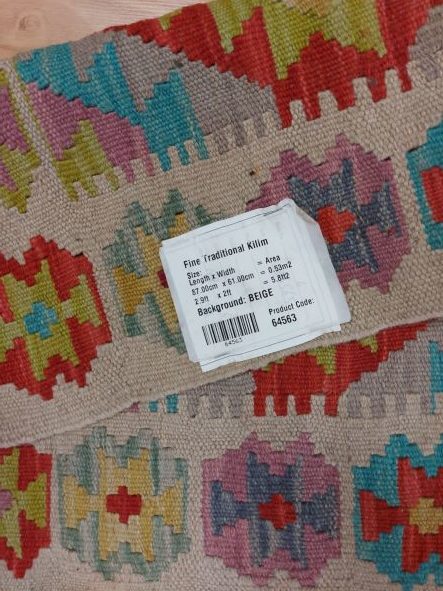 Fine Traditional Kilim
Size:
Length x Width = Area
87.00cm x 61.00cm = 0.53m2
2.9ft x 2ft = 5.8ft2
Background: BEIGE
Product Code:
64563
64563